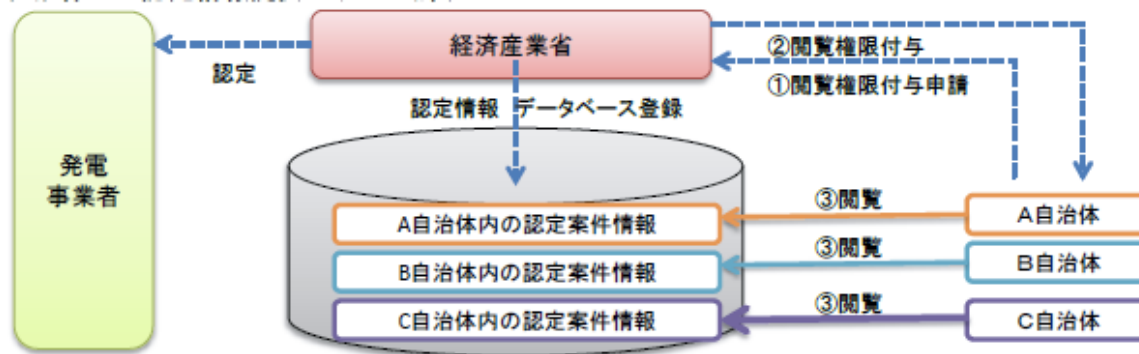 経済産業省
②閲覧権限付与
①閲覧権限付与申請
認定
認定情報 データベース登録
発電
事業者
A自治体内の認定案件情報
③閲覧
A自治体
B自治体内の認定案件情報
③閲覧
B自治体
C自治体内の認定案件情報
③閲覧
C自治体